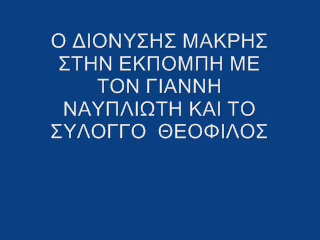 Ο ΔΙΟΝΥΣΗΣ ΜΑΚΡΗΣ
ΣΤΗΝ ΕΚΠΟΜΠΗ ΜΕ
ΤΟΝ ΓΙΑΝΝΗ
ΝΑΥΠΛΙΩΤΗ ΚΑΙ ΤΟ
ΣΥΛΟΓΓΟ ΘΕΟΦΙΛΟΣ